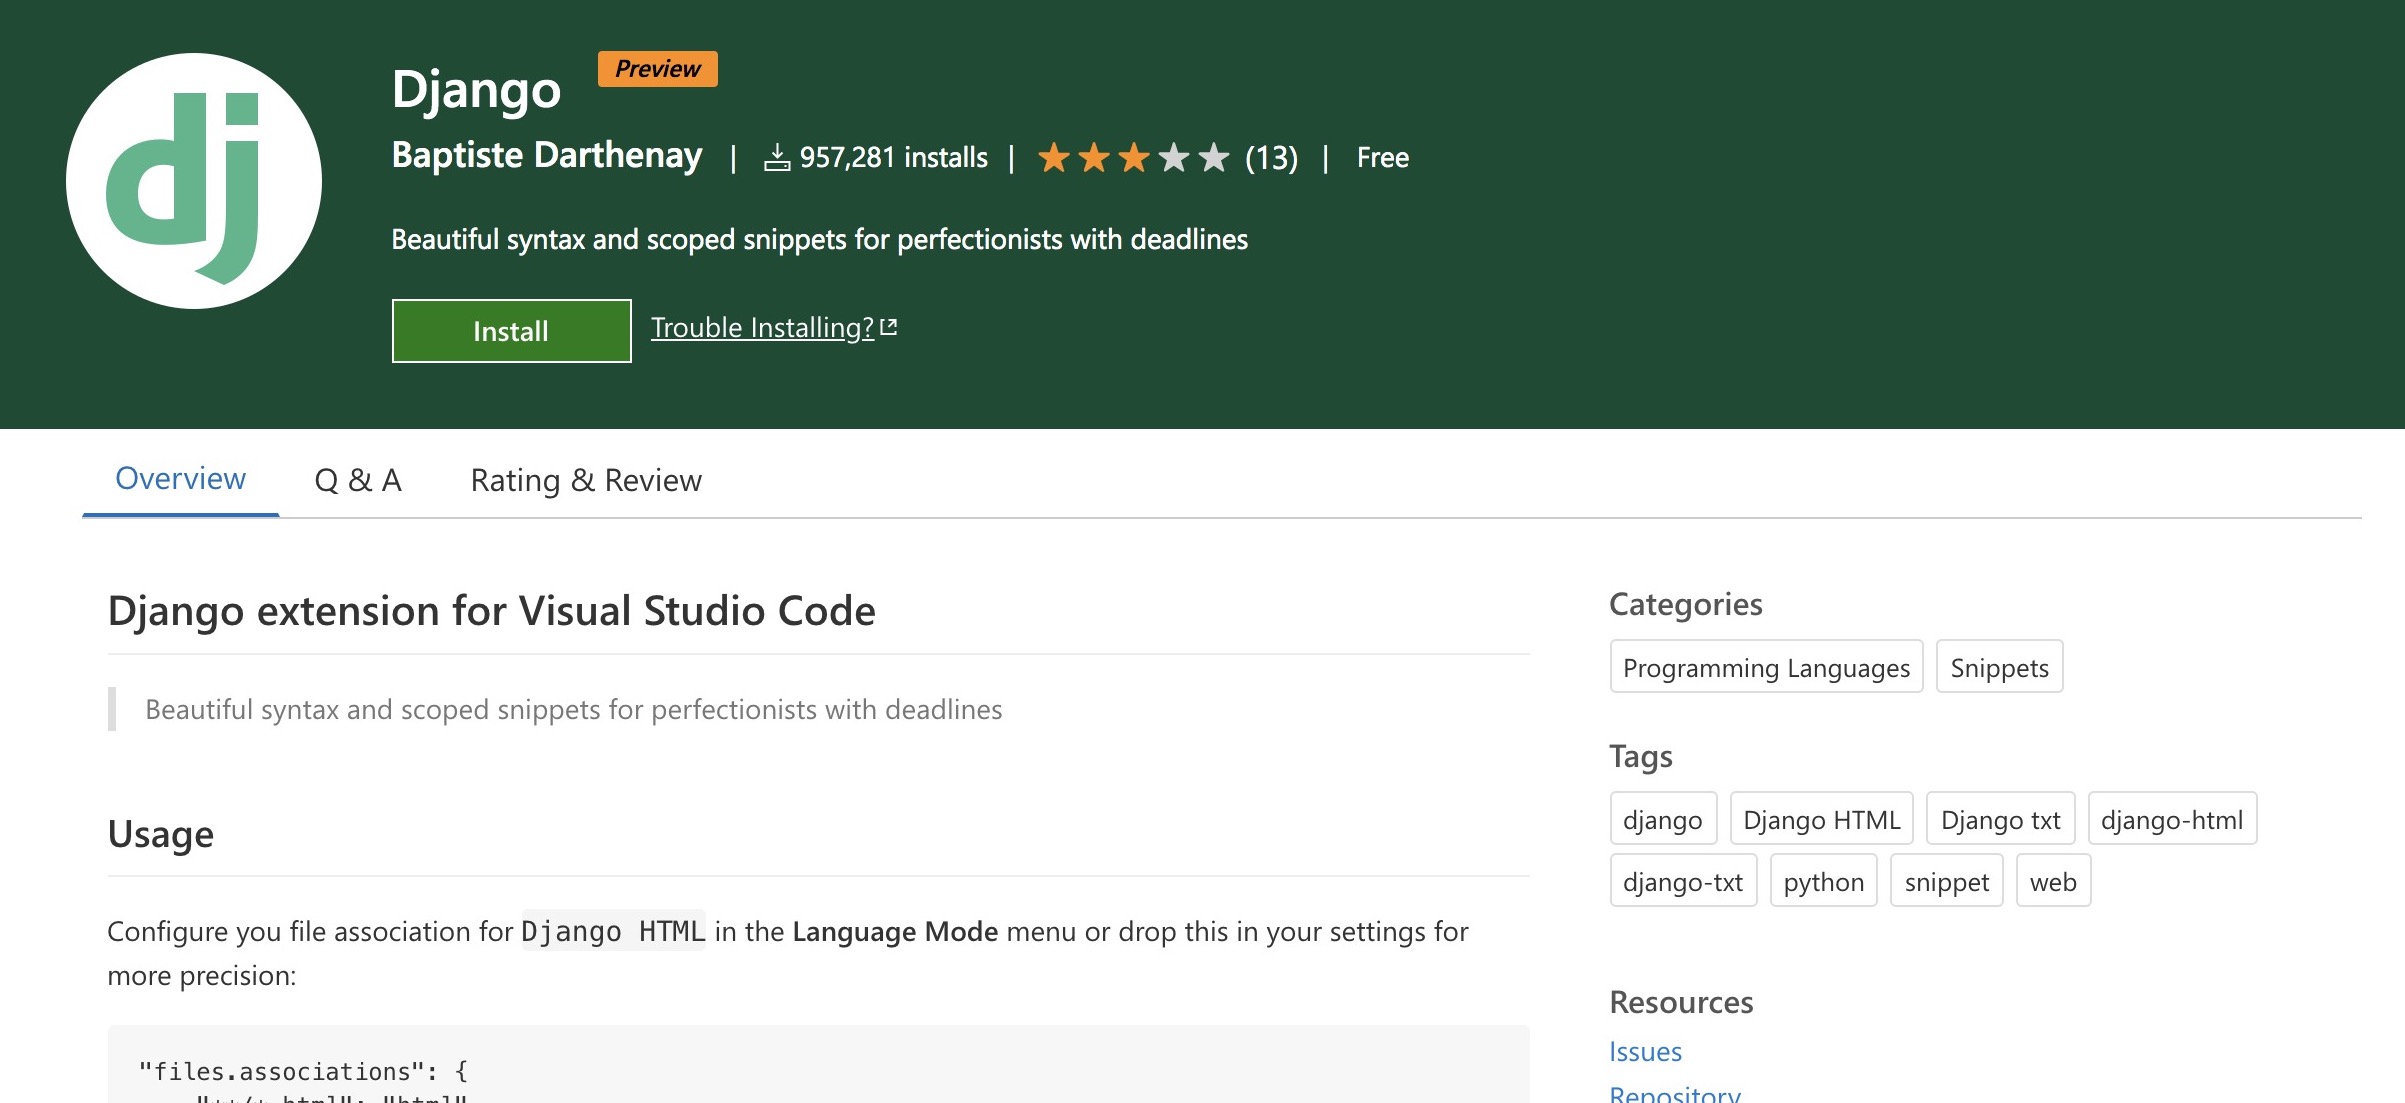 dj
Django Preview
Baptiste Darthenay | 957,281 installs | (13) | Free
Beautiful syntax and scoped snippets for perfectionists with deadlines
Install Trouble Installing?
Overview Q & A Rating & Review
Django extension for Visual Studio Code
Beautiful syntax and scoped snippets for perfectionists with deadlines
Usage
Configure you file association for Django HTML in the Language Mode menu or drop this in your settings for
more precision:
"files.associations": {
Categories
Programming Languages Snippets
Tags
django Django HTML Django txt django-html
django-txt python snippet web
Resources
Issues
Repository